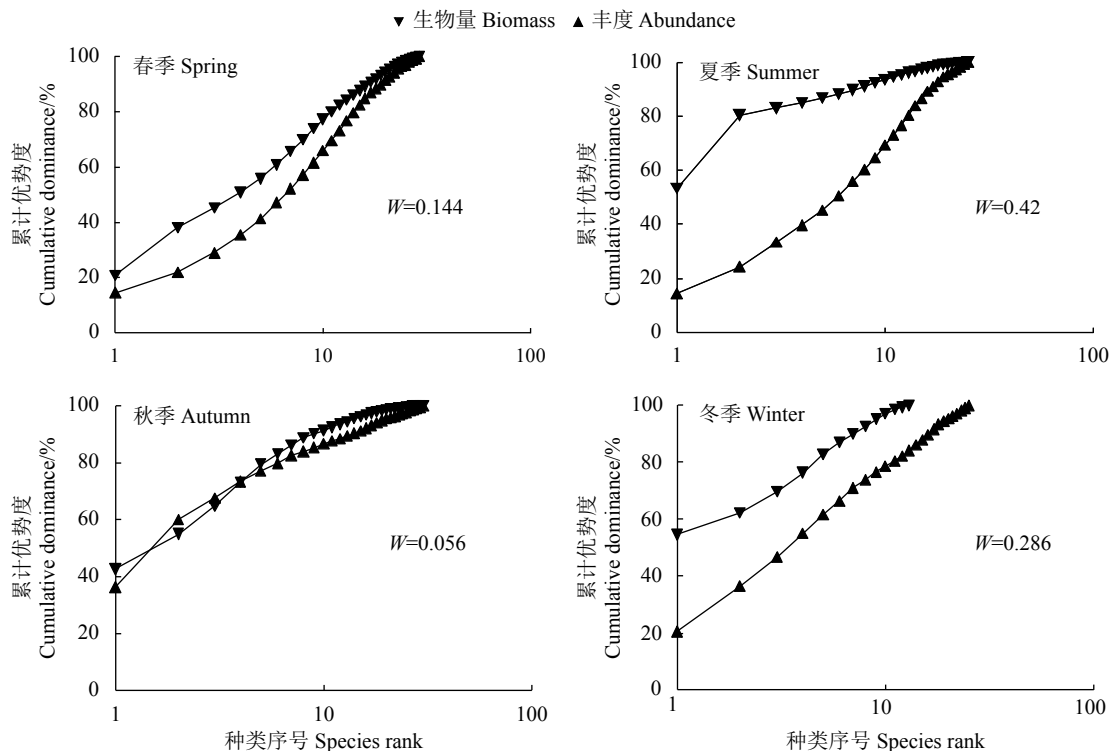 ▼ 生物量 Biomass ▲ 丰度 Abundance
春季 Spring
累计优势度
Cumulative dominance/%
100
80
60
40
20
0
W=0.144
1
10
100
夏季 Summer
累计优势度
Cumulative dominance/%
100
80
60
40
20
0
W=0.42
1
10
100
秋季 Autumn
累计优势度
Cumulative dominance/%
100
80
60
40
20
0
W=0.056
1
10
100
种类序号 Species rank
冬季 Winter
累计优势度
Cumulative dominance/%
100
80
60
40
20
0
W=0.286
1
10
100
种类序号 Species rank